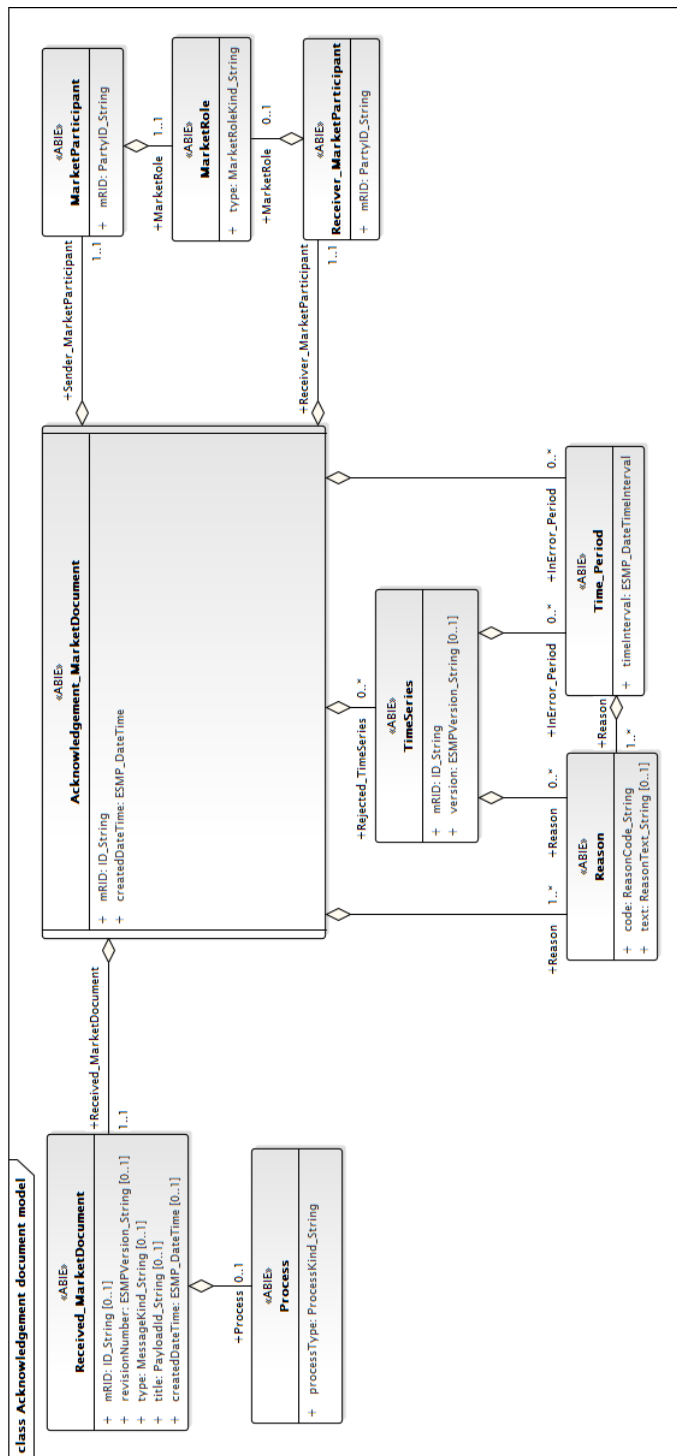 class Acknowledgement document model
«ABIE»
Received_MarketDocument
+ mRID: ID_String [0..1]
+ revisionNumber: ESMPVersion_String [0..1]
+ type: MessageKind_String [0..1]
+ title: PayloadId_String [0..1]
+ createdDateTime: ESMP_DateTime [0..1]
+Received_MarketDocument
1..1
+Process 0..1
«ABIE»
Process
+ processType: ProcessKind_String
«ABIE»
Acknowledgement_MarketDocument
+ mRID: ID_String
+ createdDateTime: ESMP_DateTime
+Sender_MarketParticipant
1..1
«ABIE»
MarketParticipant
+ mRID: PartyID_String
+MarketRole
1..1
«ABIE»
MarketRole
+ type: MarketRoleKind_String
+MarketRole
0..1
+Receiver_MarketParticipant
1..1
«ABIE»
Receiver_MarketParticipant
+ mRID: PartyID_String
+Rejected_TimeSeries
0..*
«ABIE»
TimeSeries
+ mRID: ID_String
+ version: ESMPVersion_String [0..1]
+Reason
1..*
+Reason
0..*
+InError_Period
0..*
+InError_Period
0..*
«ABIE»
Reason
+ code: ReasonCode_String
+ text: ReasonText_String [0..1]
+Reason
1..*
«ABIE»
Time_Period
+ timeInterval: ESMP_DateTimeInterval